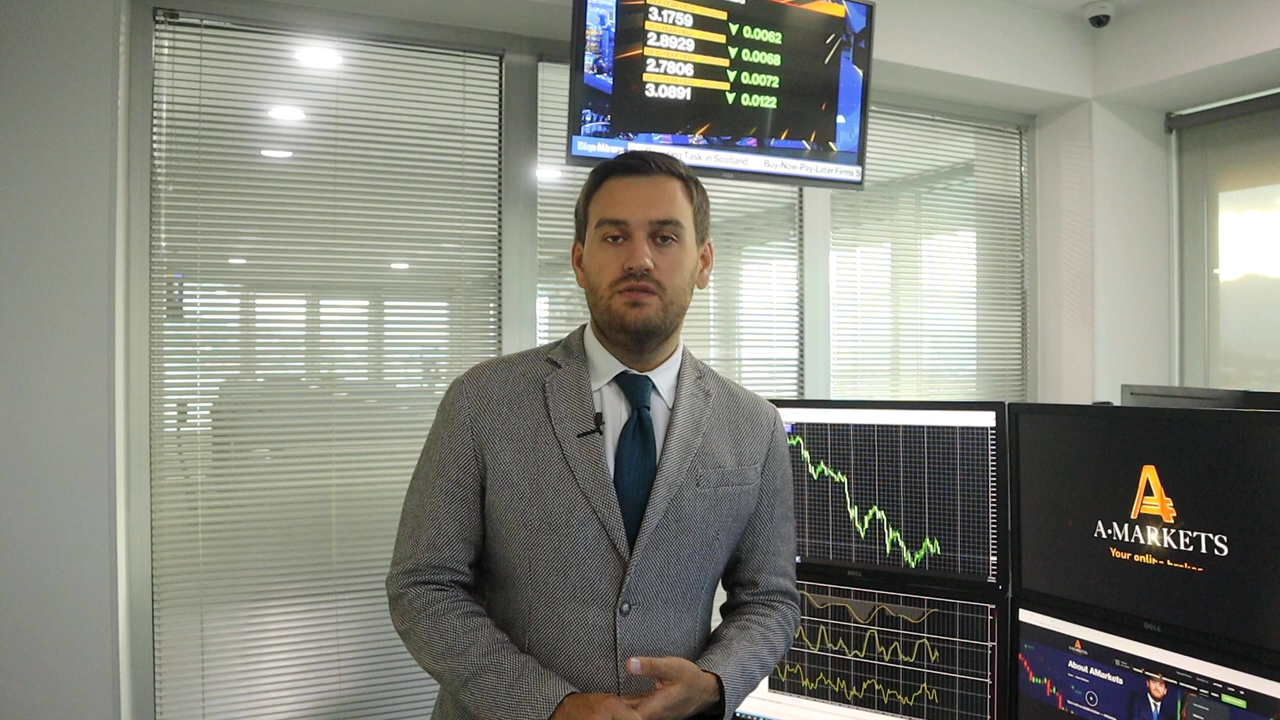 3.1759
0.0062
2.8929
0.0068
2.7806
0.0072
3.0891
0.0122
Task in Scotland Buy-Now-Pay-Later Firms S
A·MARKETS
Your online broker
DELL
DELL
About AMarkets